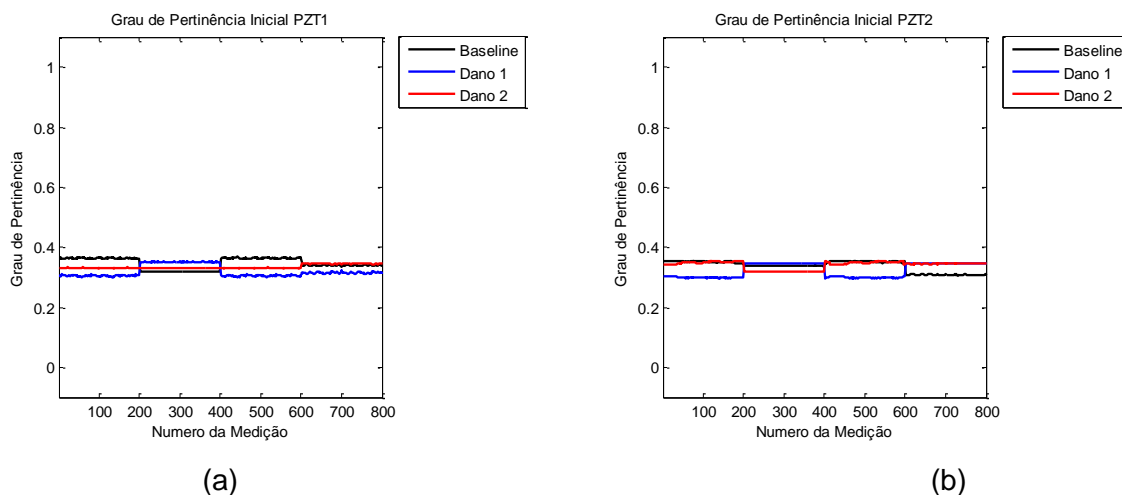 Grau de Pertinência Inicial PZT1
1
0.8
0.6
0.4
0.2
0
Grau de Pertinência
100 200 300 400 500 600 700 800
Numero da Medição
Baseline
Dano 1
Dano 2
(a)
Grau de Pertinência Inicial PZT2
1
0.8
0.6
0.4
0.2
0
Grau de Pertinência
100 200 300 400 500 600 700 800
Numero da Medição
Baseline
Dano 1
Dano 2
(b)